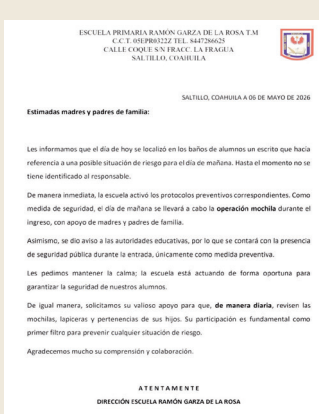 ESCUELA PRIMARIA RAMÓN GARZA DE LA ROSA T.M
C.C.T. 05EPR0322Z TEL. 8447286625
CALLE COQUE S/N FRACC. LA FRAGUA
SALTILLO, COAHUILA
SALTILLO, COAHUILA A 06 DE MAYO DE 2026
Estimadas madres y padres de familia:
Les informamos que el día de hoy se localizó en los baños de alumnos un escrito que hacía
referencia a una posible situación de riesgo para el día de mañana. Hasta el momento no se
tiene identificado al responsable.
De manera inmediata, la escuela activó los protocolos preventivos correspondientes. Como
medida de seguridad, el día de mañana se llevará a cabo la operación mochila durante el
ingreso, con apoyo de madres y padres de familia.
Asimismo, se dio aviso a las autoridades educativas, por lo que se contará con la presencia
de seguridad pública durante la entrada, únicamente como medida preventiva.
Les pedimos mantener la calma; la escuela está actuando de forma oportuna para
garantizar la seguridad de nuestros alumnos.
De igual manera, solicitamos su valioso apoyo para que, de manera diaria, revisen las
mochilas, lapiceras y pertenencias de sus hijos. Su participación es fundamental como
primer filtro para prevenir cualquier situación de riesgo.
Agradecemos mucho su comprensión y colaboración.
ATENTAMENTE
DIRECCIÓN ESCUELA RAMÓN GARZA DE LA ROSA